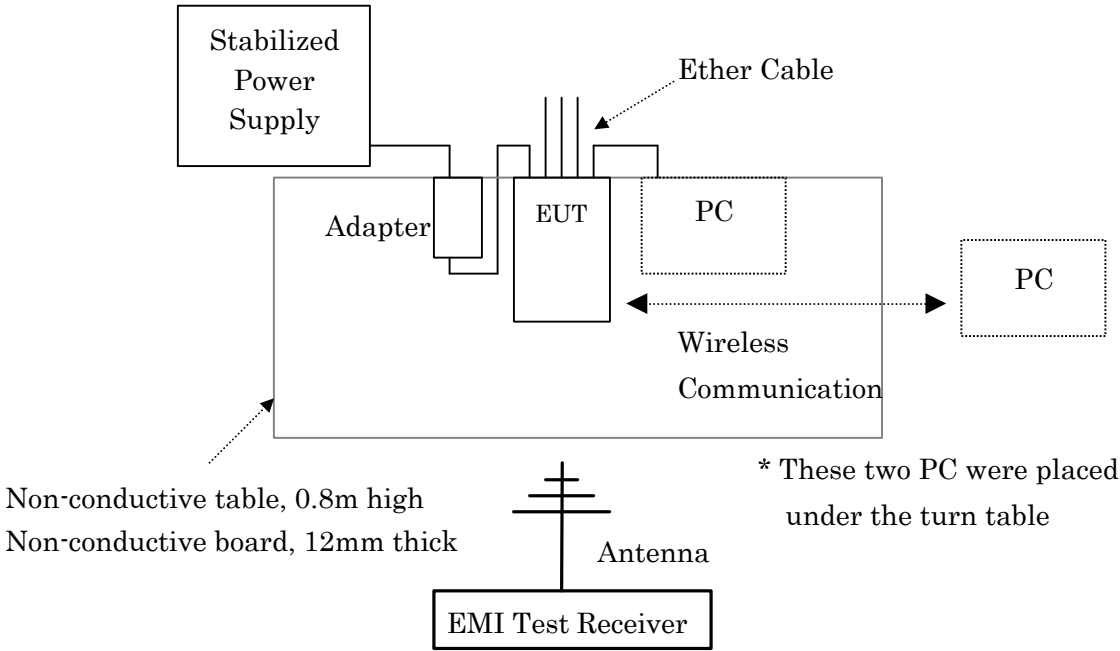 Stabilized
Power
Supply
Ether Cable
Adapter
EUT
PC
PC
Wireless
Communication
Non-conductive table, 0.8m high
Non-conductive board, 12mm thick
* These two PC were placed
under the turn table
Antenna
EMI Test Receiver